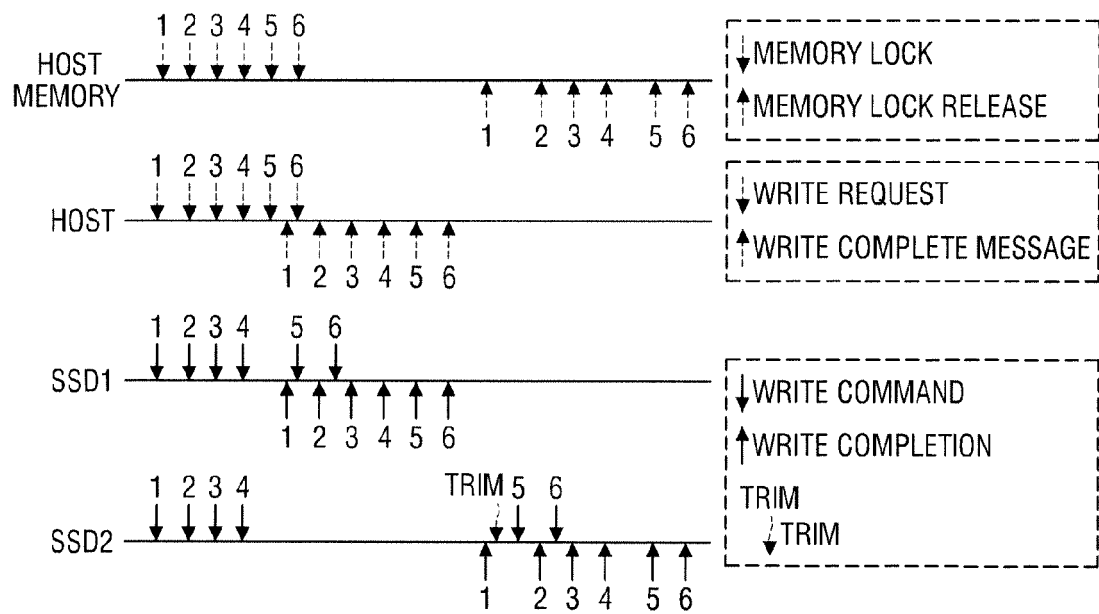 1 2 3 4 5 6
HOST
MEMORY
1 2 3 4 5 6
MEMORY LOCK
MEMORY LOCK RELEASE
1 2 3 4 5 6
HOST
1 2 3 4 5 6
WRITE REQUEST
WRITE COMPLETE MESSAGE
1 2 3 4 5 6
SSD1
1 2 3 4 5 6
1 2 3 4 TRIM 5 6
SSD2
1 2 3 4 5 6
WRITE COMMAND
WRITE COMPLETION
TRIM
TRIM